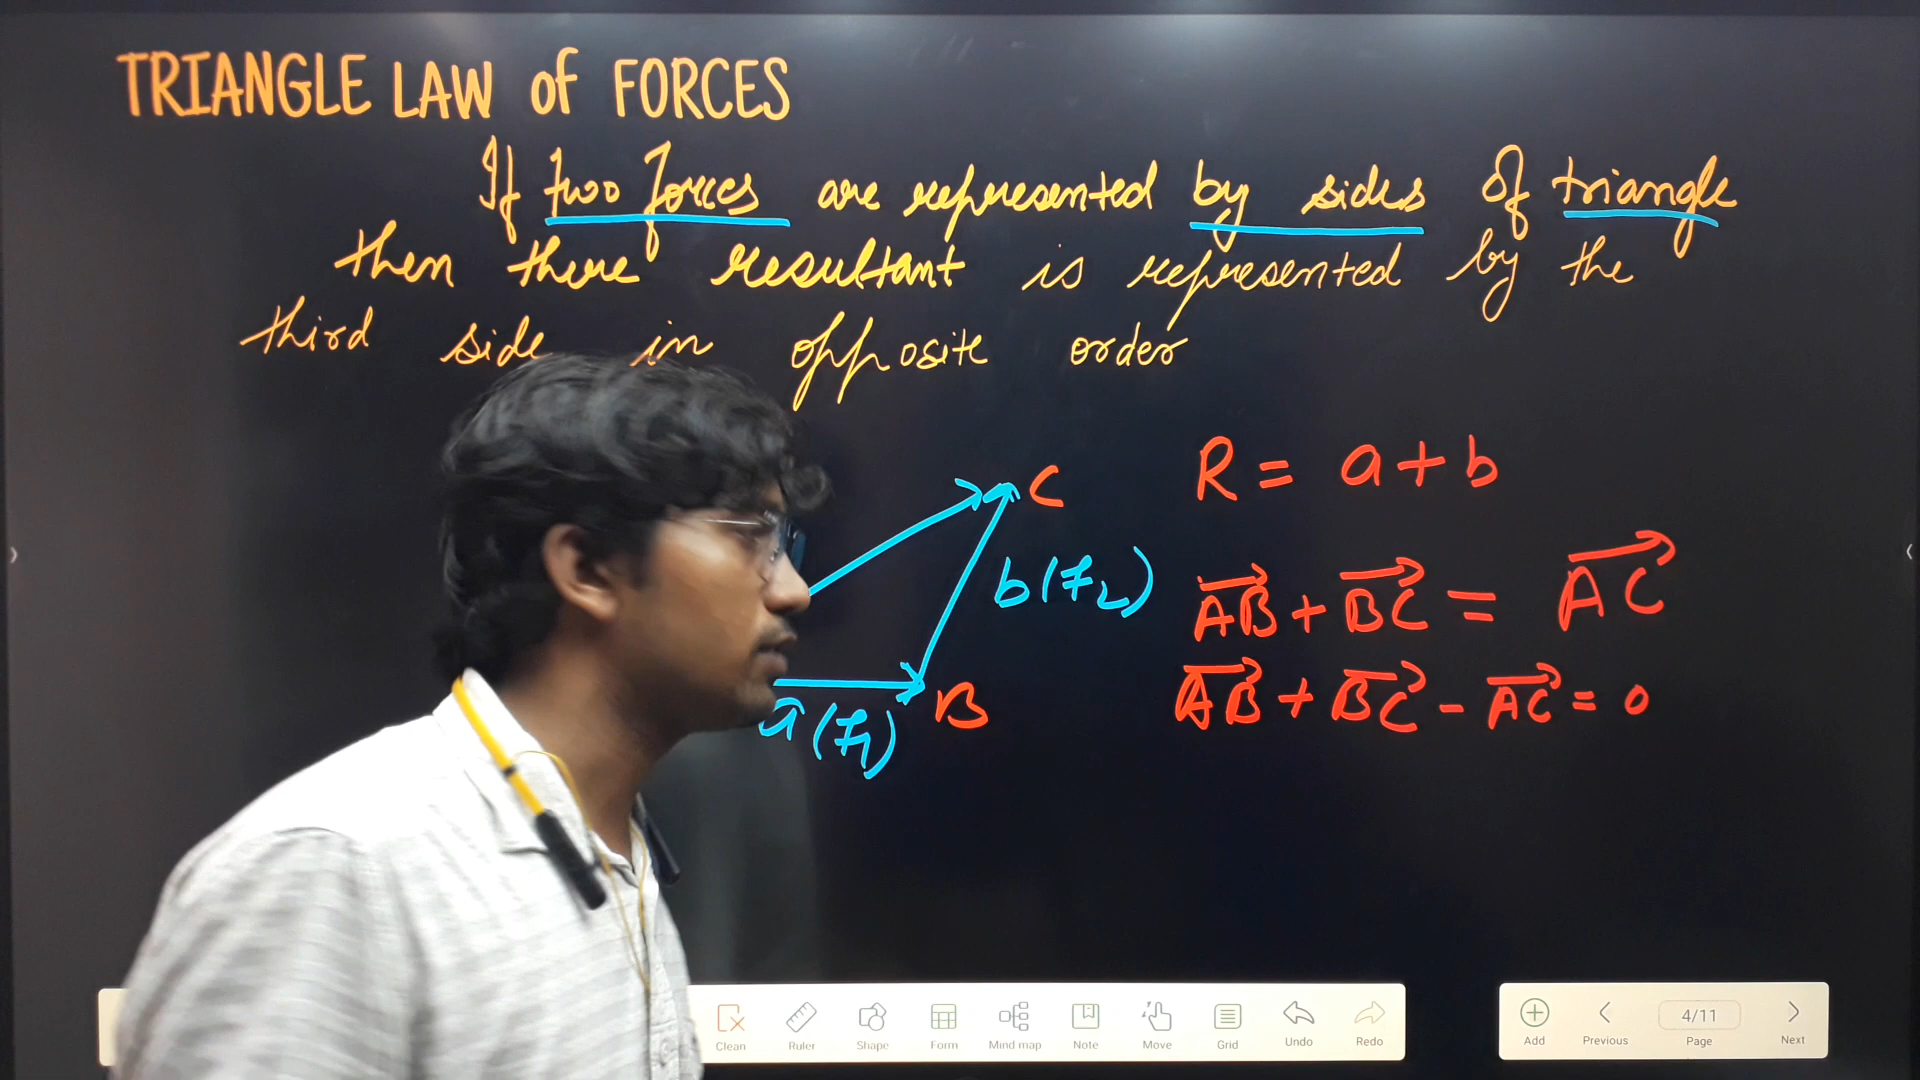 TRIANGLE LAW of FORCES
If two forces are represented by sides of triangle
then there resultant is represented by the
third side in opposite order
R = a + b
C
b(F₂)
AB + BC = AC
AB + BC - AC = 0
B
a(F₁)
Clean Ruler Shape Form Mind map Note Move Grid Undo Redo
Add Previous 4/11 Page Next